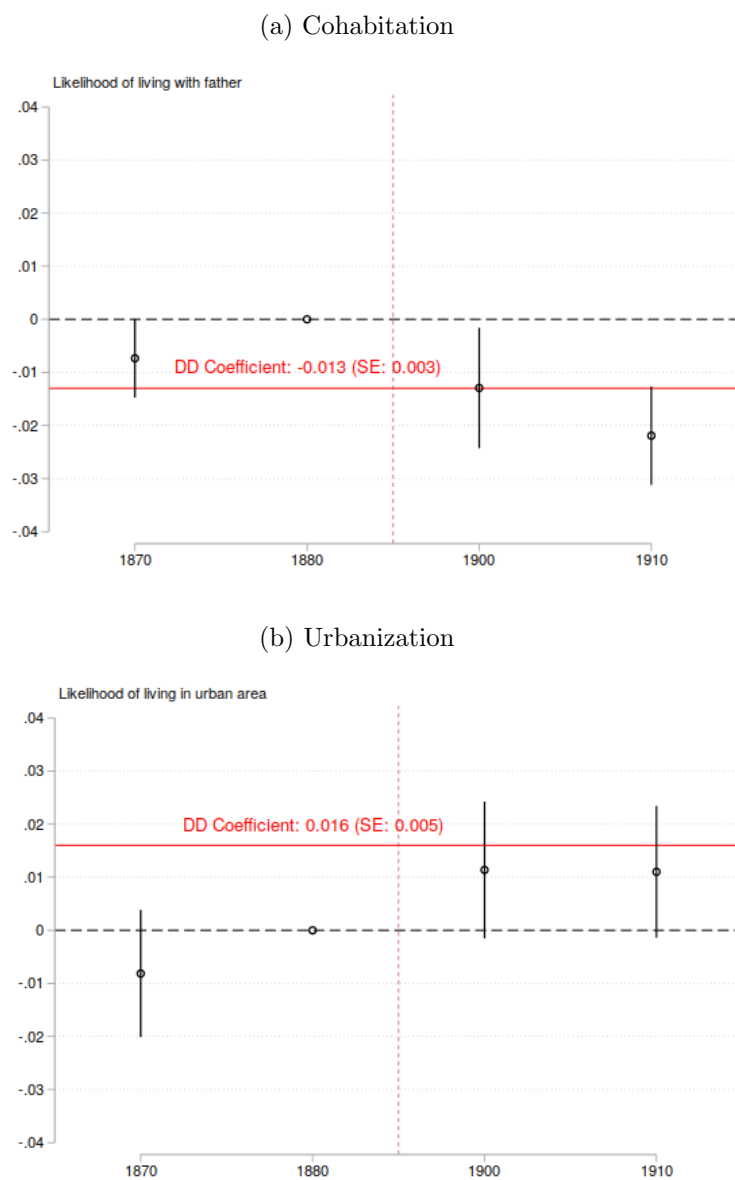 (a) Cohabitation
Likelihood of living with father
.04
.03
.02
.01
0
DD Coefficient: -0.013 (SE: 0.003)
-.01
-.02
-.03
-.04
1870 1880 1900 1910
(b) Urbanization
Likelihood of living in urban area
.04
.03
DD Coefficient: 0.016 (SE: 0.005)
.02
.01
0
-.01
-.02
-.03
-.04
1870 1880 1900 1910